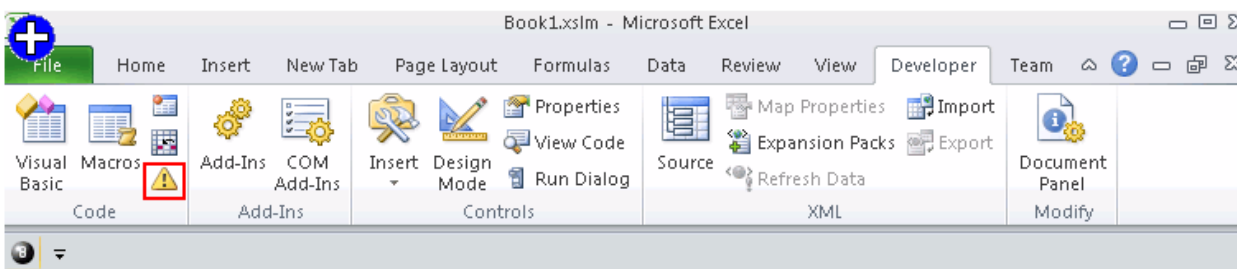 Book1.xslm - Microsoft Excel
File Home Insert New Tab Page Layout Formulas Data Review View Developer Team
Visual Basic Macros Add-Ins COM Add-Ins Insert Design Mode Properties View Code Run Dialog Source Map Properties Expansion Packs Refresh Data Import Export Document Panel
Code Add-Ins Controls XML Modify